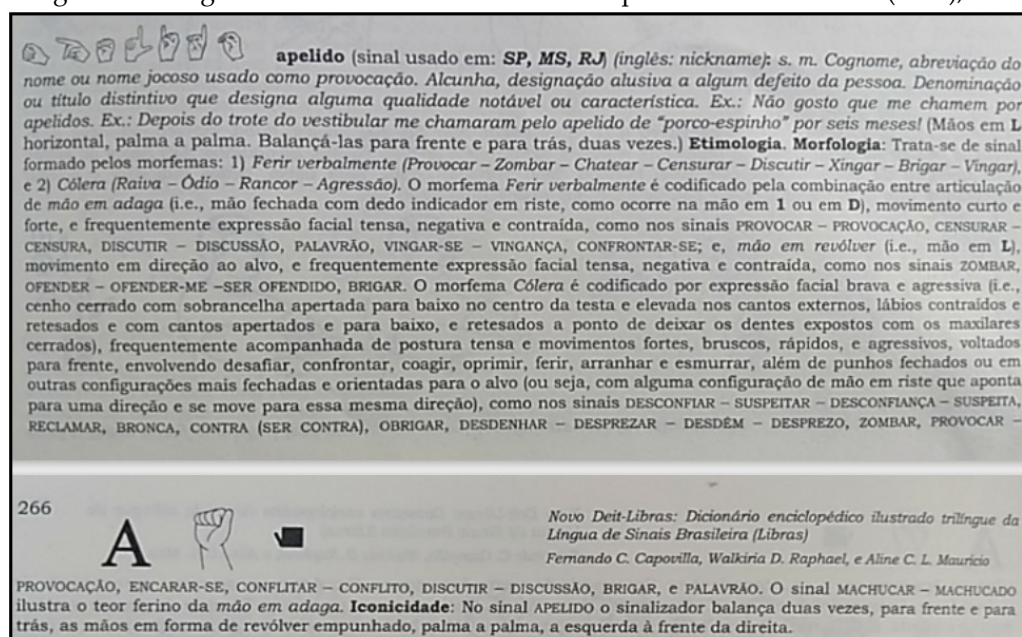 apelido (sinal usado em: SP, MS, RJ) (inglês: nickname): s. m. Cognome, abreviação do
nome ou nome jocoso usado como provocação. Alcunha, designação alusiva a algum defeito da pessoa. Denominação
ou título distintivo que designa alguma qualidade notável ou característica. Ex.: Não gosto que me chamem por
apelidos. Ex.: Depois do trote do vestibular me chamaram pelo apelido de "porco-espinho" por seis meses! (Mãos em L
horizontal, palma a palma. Balançá-las para frente e para trás, duas vezes.) Etimologia. Morfologia: Trata-se de sinal
formado pelos morfemas: 1) Ferir verbalmente (Provocar – Zombar – Chatear – Censurar – Discutir – Xingar – Brigar – Vingar),
e 2) Cólera (Raiva – Ódio – Rancor – Agressão). O morfema Ferir verbalmente é codificado pela combinação entre articulação
de mão em adaga (i.e., mão fechada com dedo indicador em riste, como ocorre na mão em 1 ou em D), movimento curto e
forte, e frequentemente expressão facial tensa, negativa e contraída, como nos sinais PROVOCAR – PROVOCAÇÃO, CENSURAR –
CENSURA, DISCUTIR – DISCUSSÃO, PALAVRÃO, VINGAR-SE – VINGANÇA, CONFRONTAR-SE; e, mão em revólver (i.e., mão em L),
movimento em direção ao alvo, e frequentemente expressão facial tensa, negativa e contraída, como nos sinais ZOMBAR,
OFENDER – OFENDER-ME –SER OFENDIDO, BRIGAR. O morfema Cólera é codificado por expressão facial brava e agressiva (i.e.,
cenho cerrado com sobrancelha apertada para baixo no centro da testa e elevada nos cantos externos, lábios contraídos e
retesados e com cantos apertados e para baixo, e retesados a ponto de deixar os dentes expostos com os maxilares
cerrados), frequentemente acompanhada de postura tensa e movimentos fortes, bruscos, rápidos, e agressivos, voltados
para frente, envolvendo desafiar, confrontar, coagir, oprimir, ferir, arranhar e esmurrar, além de punhos fechados ou em
outras configurações mais fechadas e orientadas para o alvo (ou seja, com alguma configuração de mão em riste que aponta
para uma direção e se move para essa mesma direção), como nos sinais DESCONFIAR – SUSPEITAR – DESCONFIANÇA – SUSPEITA,
RECLAMAR, BRONCA, CONTRA (SER CONTRA), OBRIGAR, DESDENHAR – DESPREZAR – DESDÉM – DESPREZO, ZOMBAR, PROVOCAR –
266
A
Novo Deit-Libras: Dicionário enciclopédico ilustrado trilíngue da
Língua de Sinais Brasileira (Libras)
Fernando C. Capovilla, Walkiria D. Raphael, e Aline C. L. Mauricio
PROVOCAÇÃO, ENCARAR-SE, CONFLITAR – CONFLITO, DISCUTIR – DISCUSSÃO, BRIGAR, e PALAVRÃO. O sinal MACHUCAR – MACHUCADO
ilustra o teor ferino da mão em adaga. Iconicidade: No sinal APELIDO o sinalizador balança duas vezes, para frente e para
trás, as mãos em forma de revólver empunhado, palma a palma, a esquerda à frente da direita.